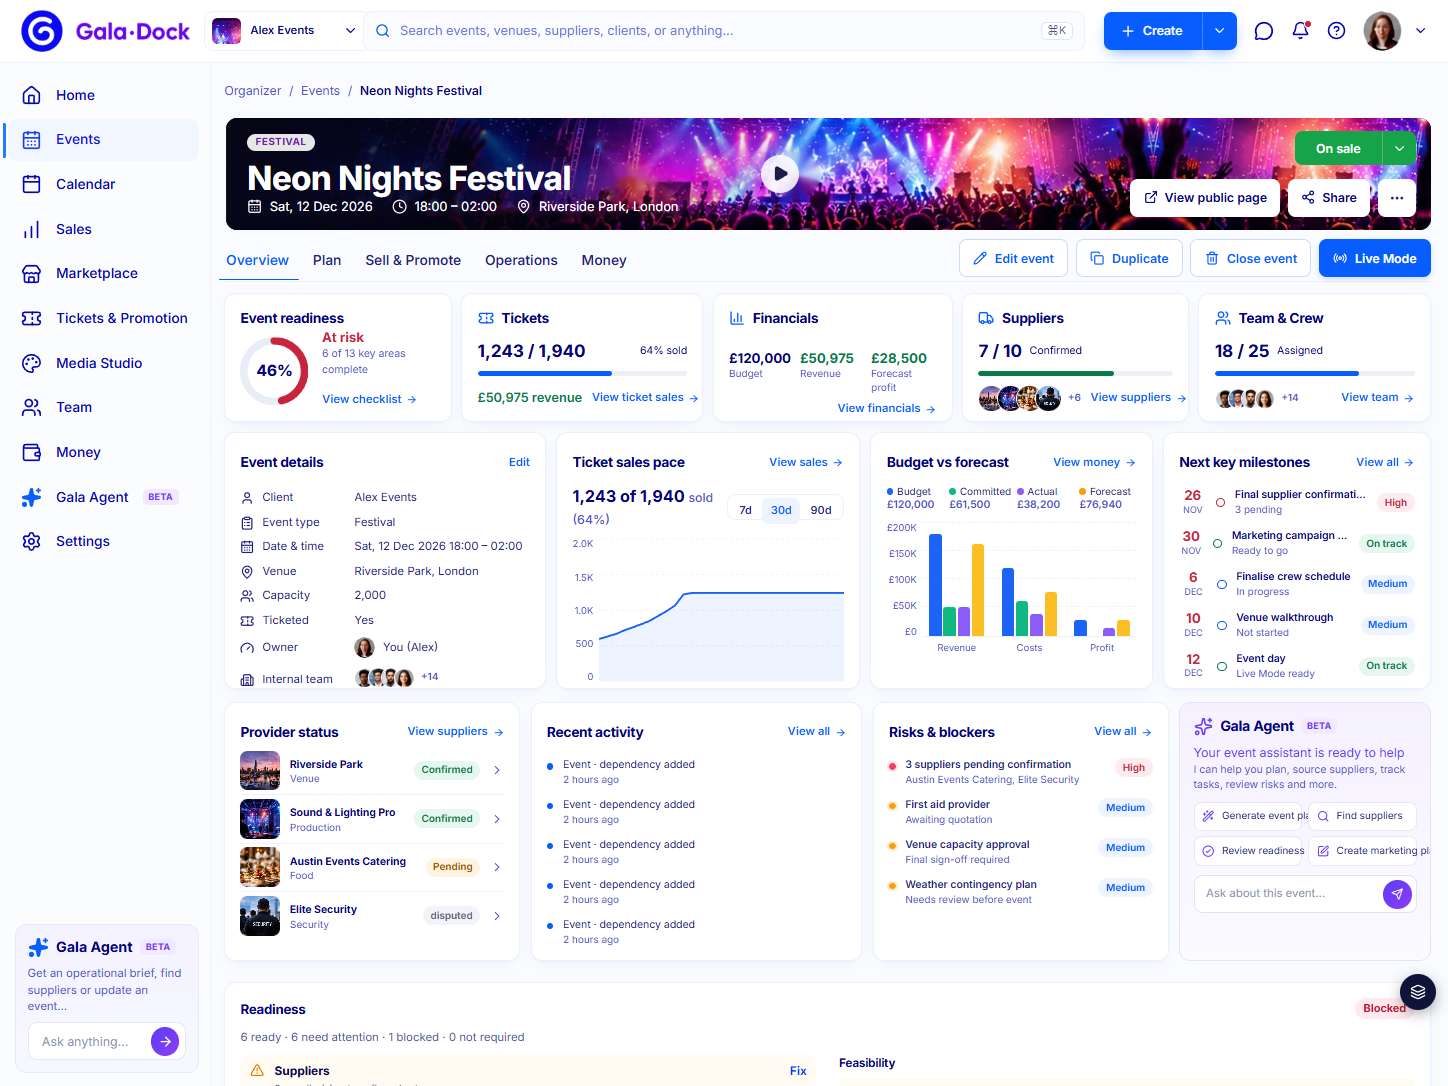 Gala·Dock
Alex Events
Search events, venues, suppliers, clients, or anything...
⌘K
+ Create
Home
Events
Calendar
Sales
Marketplace
Tickets & Promotion
Media Studio
Team
Money
Gala Agent BETA
Settings
Gala Agent BETA
Get an operational brief, find
suppliers or update an
event...
Ask anything...
Organizer / Events / Neon Nights Festival
FESTIVAL
Neon Nights Festival
Sat, 12 Dec 2026 18:00 – 02:00 Riverside Park, London
On sale
View public page
Share
Overview Plan Sell & Promote Operations Money
Edit event
Duplicate
Close event
Live Mode
Event readiness
46%
At risk
6 of 13 key areas
complete
View checklist →
Tickets
1,243 / 1,940
64% sold
£50,975 revenue
View ticket sales →
Financials
£120,000 £50,975 £28,500
Budget Revenue Forecast
profit
View financials →
Suppliers
7 / 10 Confirmed
SECURITY
+6
View suppliers →
Team & Crew
18 / 25 Assigned
+14
View team →
Event details
Edit
Client Alex Events
Event type Festival
Date & time Sat, 12 Dec 2026 18:00 – 02:00
Venue Riverside Park, London
Capacity 2,000
Ticketed Yes
Owner You (Alex)
Internal team +14
Ticket sales pace
View sales →
1,243 of 1,940 sold
(64%)
7d 30d 90d
2.0K
1.5K
1.0K
500
0
Budget vs forecast
View money →
Budget Committed Actual Forecast
£120,000 £61,500 £38,200 £76,940
£200K
£150K
£100K
£50K
£0
Revenue Costs Profit
Next key milestones
View all →
26 NOV Final supplier confirmati... High
3 pending
30 NOV Marketing campaign ... On track
Ready to go
6 DEC Finalise crew schedule Medium
In progress
10 DEC Venue walkthrough Medium
Not started
12 DEC Event day On track
Live Mode ready
Provider status
View suppliers →
Riverside Park Confirmed
Venue
Sound & Lighting Pro Confirmed
Production
Austin Events Catering Pending
Food
SECURITY
Elite Security disputed
Security
Recent activity
View all →
Event · dependency added
2 hours ago
Event · dependency added
2 hours ago
Event · dependency added
2 hours ago
Event · dependency added
2 hours ago
Event · dependency added
2 hours ago
Risks & blockers
View all →
3 suppliers pending confirmation High
Austin Events Catering, Elite Security
First aid provider Medium
Awaiting quotation
Venue capacity approval Medium
Final sign-off required
Weather contingency plan Medium
Needs review before event
Gala Agent BETA
Your event assistant is ready to help
I can help you plan, source suppliers, track
tasks, review risks and more.
Generate event pla
Find suppliers
Review readiness
Create marketing pl
Ask about this event...
Readiness
Blocked
6 ready · 6 need attention · 1 blocked · 0 not required
Suppliers
Fix
Feasibility